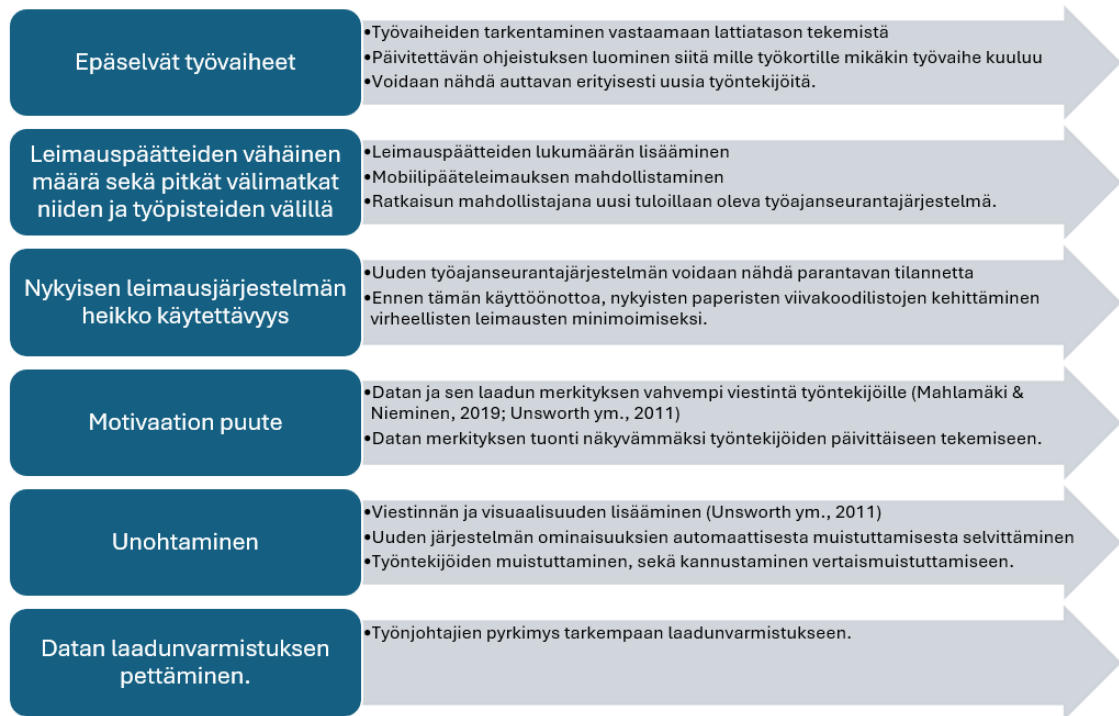 Epäselvät työvaiheet
•Työvaiheiden tarkentaminen vastaamaan lattiatason tekemistä
•Päivitettävän ohjeistuksen luominen siitä mille työkortille mikäkin työvaihe kuuluu
•Voidaan nähdä auttavan erityisesti uusia työntekijöitä.
Leimauspäätteiden vähäinen
määrä sekä pitkät välimatkat
niiden ja työpisteiden välillä
•Leimauspäätteiden lukumäärän lisääminen
•Mobiilipääteleimauksen mahdollistaminen
•Ratkaisun mahdollistajana uusi tuloillaan oleva työajanseurantajärjestelmä.
Nykyisen leimausjärjestelmän
heikko käytettävyys
•Uuden työajanseurantajärjestelmän voidaan nähdä parantavan tilannetta
•Ennen tämän käyttöönottoa, nykyisten paperisten viivakoodilistojen kehittäminen
virheellisten leimausten minimoimiseksi.
Motivaation puute
•Datan ja sen laadun merkityksen vahvempi viestintä työntekijöille (Mahlamäki &
Nieminen, 2019; Unsworth ym., 2011)
•Datan merkityksen tuonti näkyvämmäksi työntekijöiden päivittäiseen tekemiseen.
Unohtaminen
•Viestinnän ja visuaalisuuden lisääminen (Unsworth ym., 2011)
•Uuden järjestelmän ominaisuuksien automaattisesta muistuttamisesta selvittäminen
•Työntekijöiden muistuttaminen, sekä kannustaminen vertaismuistuttamiseen.
Datan laadunvarmistuksen
pettäminen.
•Työnjohtajien pyrkimys tarkempaan laadunvarmistukseen.